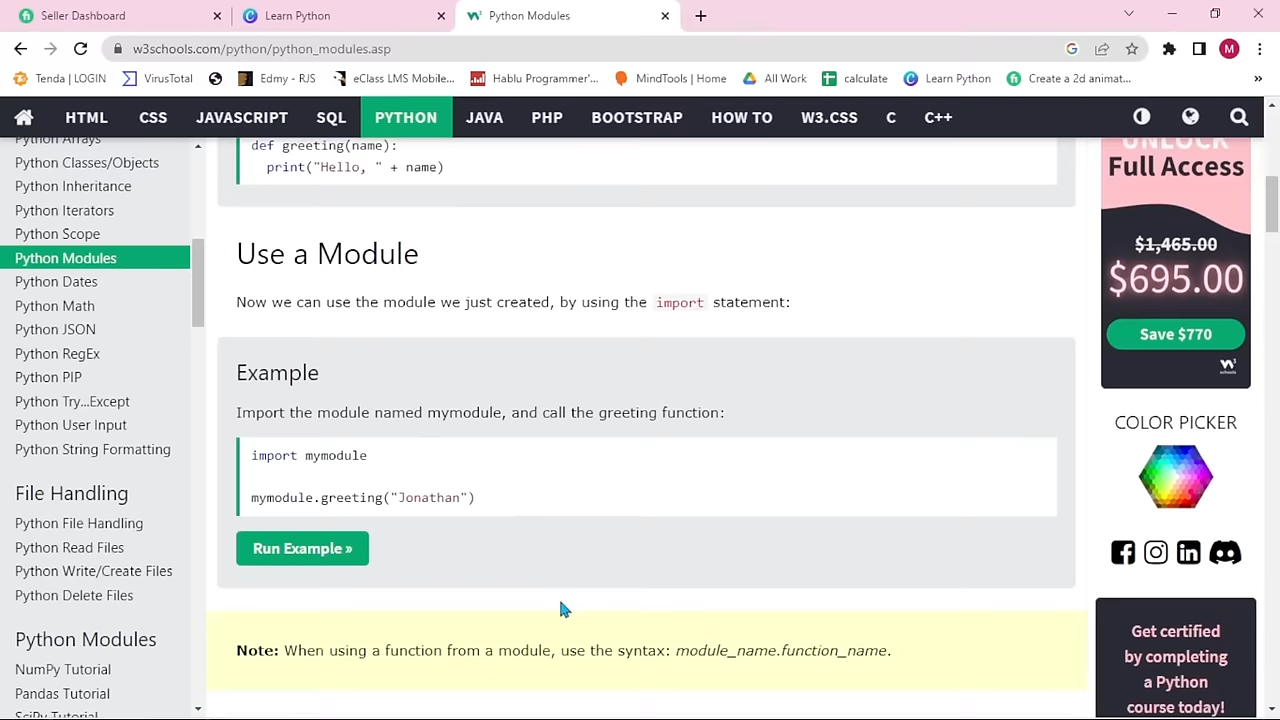 Seller Dashboard
Learn Python
Python Modules
w3schools.com/python/python_modules.asp
M
Tenda | LOGIN
VirusTotal
Edmy - RJS
eClass LMS Mobile...
Hablu Programmer'...
MindTools | Home
All Work
calculate
Learn Python
Create a 2d animat...
»
HTML
CSS
JAVASCRIPT
SQL
PYTHON
JAVA
PHP
BOOTSTRAP
HOW TO
W3.CSS
C
C++
Python Arrays
Python Classes/Objects
Python Inheritance
Python Iterators
Python Scope
Python Modules
Python Dates
Python Math
Python JSON
Python RegEx
Python PIP
Python Try...Except
Python User Input
Python String Formatting
File Handling
Python File Handling
Python Read Files
Python Write/Create Files
Python Delete Files
Python Modules
NumPy Tutorial
Pandas Tutorial
SciPy Tutorial
def greeting(name):
print("Hello, " + name)
Use a Module
Now we can use the module we just created, by using the import statement:
Example
Import the module named mymodule, and call the greeting function:
import mymodule
mymodule.greeting("Jonathan")
Run Example »
Note: When using a function from a module, use the syntax: module_name.function_name.
UNLOCK
Full Access
$1,465.00
$695.00
Save $770
schools
COLOR PICKER
Get certified
by completing
a Python
course today!